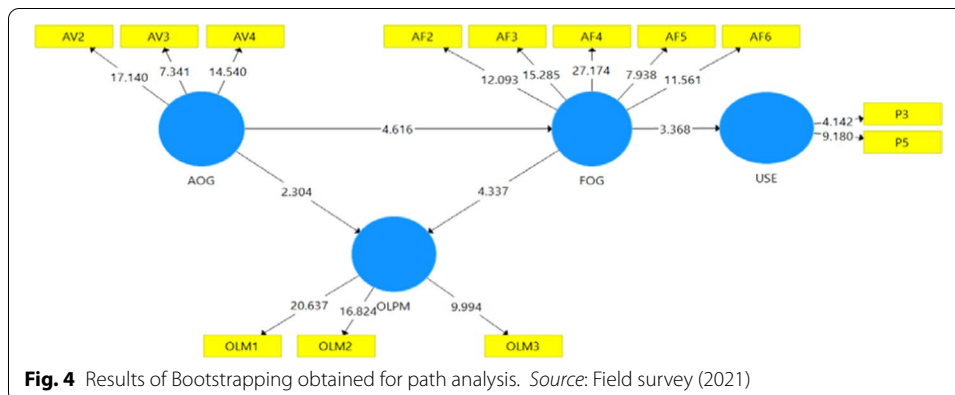 AV2 AV3 AV4 AF2 AF3 AF4 AF5 AF6
17.140 7.341 14.540 12.093 15.285 27.174 7.938 11.561
4.616 3.368 4.142 P3
9.180 P5
AOG FOG USE
2.304 4.337
OLPM
20.637 16.824 9.994
OLM1 OLM2 OLM3
Fig. 4 Results of Bootstrapping obtained for path analysis. Source: Field survey (2021)